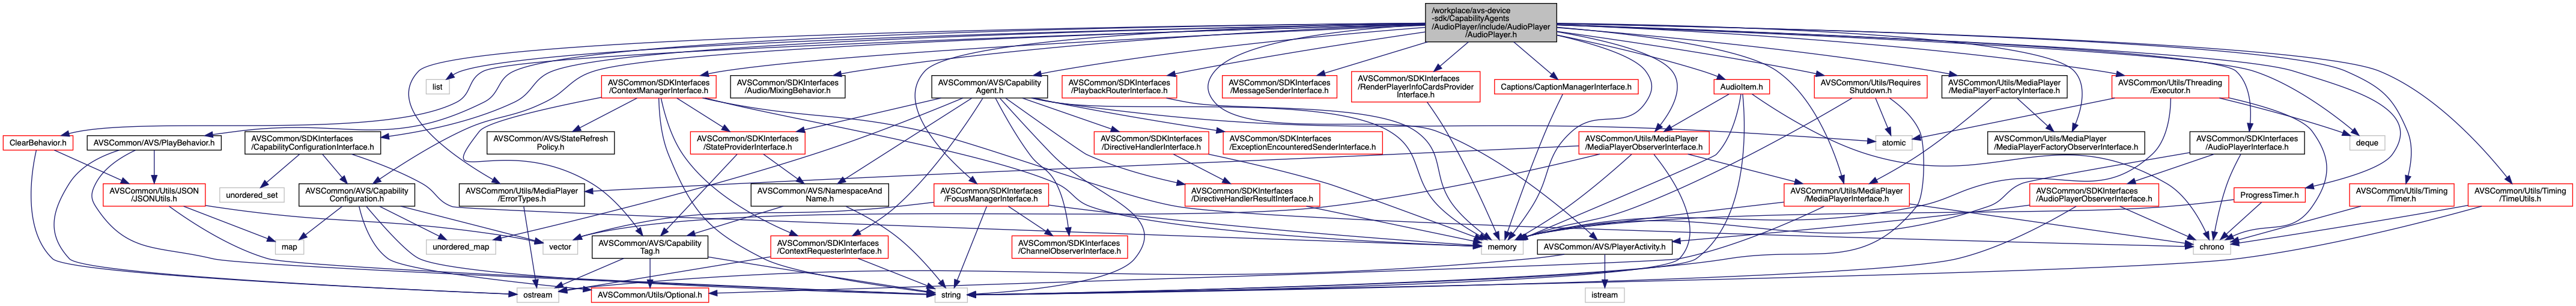 /workplace/avs-device
-sdk/CapabilityAgents
/AudioPlayer/include/AudioPlayer
/AudioPlayer.h
list
AVSCommon/SDKInterfaces
/ContextManagerInterface.h
AVSCommon/SDKInterfaces
/Audio/MixingBehavior.h
AVSCommon/AVS/Capability
Agent.h
AVSCommon/SDKInterfaces
/PlaybackRouterInterface.h
AVSCommon/SDKInterfaces
/MessageSenderInterface.h
AVSCommon/SDKInterfaces
/RenderPlayerInfoCardsProvider
Interface.h
Captions/CaptionManagerInterface.h
AudioItem.h
AVSCommon/Utils/Requires
Shutdown.h
AVSCommon/Utils/MediaPlayer
/MediaPlayerFactoryInterface.h
AVSCommon/Utils/Threading
/Executor.h
ClearBehavior.h
AVSCommon/AVS/PlayBehavior.h
AVSCommon/SDKInterfaces
/CapabilityConfigurationInterface.h
AVSCommon/AVS/StateRefresh
Policy.h
AVSCommon/SDKInterfaces
/StateProviderInterface.h
AVSCommon/SDKInterfaces
/DirectiveHandlerInterface.h
AVSCommon/SDKInterfaces
/ExceptionEncounteredSenderInterface.h
AVSCommon/Utils/MediaPlayer
/MediaPlayerObserverInterface.h
atomic
AVSCommon/Utils/MediaPlayer
/MediaPlayerFactoryObserverInterface.h
AVSCommon/SDKInterfaces
/AudioPlayerInterface.h
deque
AVSCommon/Utils/JSON
/JSONUtils.h
unordered_set
AVSCommon/AVS/Capability
Configuration.h
AVSCommon/Utils/MediaPlayer
/ErrorTypes.h
AVSCommon/AVS/NamespaceAnd
Name.h
AVSCommon/SDKInterfaces
/FocusManagerInterface.h
AVSCommon/SDKInterfaces
/DirectiveHandlerResultInterface.h
AVSCommon/Utils/MediaPlayer
/MediaPlayerInterface.h
AVSCommon/SDKInterfaces
/AudioPlayerObserverInterface.h
ProgressTimer.h
AVSCommon/Utils/Timing
/Timer.h
AVSCommon/Utils/Timing
/TimeUtils.h
map
unordered_map
vector
AVSCommon/AVS/Capability
Tag.h
AVSCommon/SDKInterfaces
/ContextRequesterInterface.h
AVSCommon/SDKInterfaces
/ChannelObserverInterface.h
memory
AVSCommon/AVS/PlayerActivity.h
chrono
ostream
AVSCommon/Utils/Optional.h
string
istream